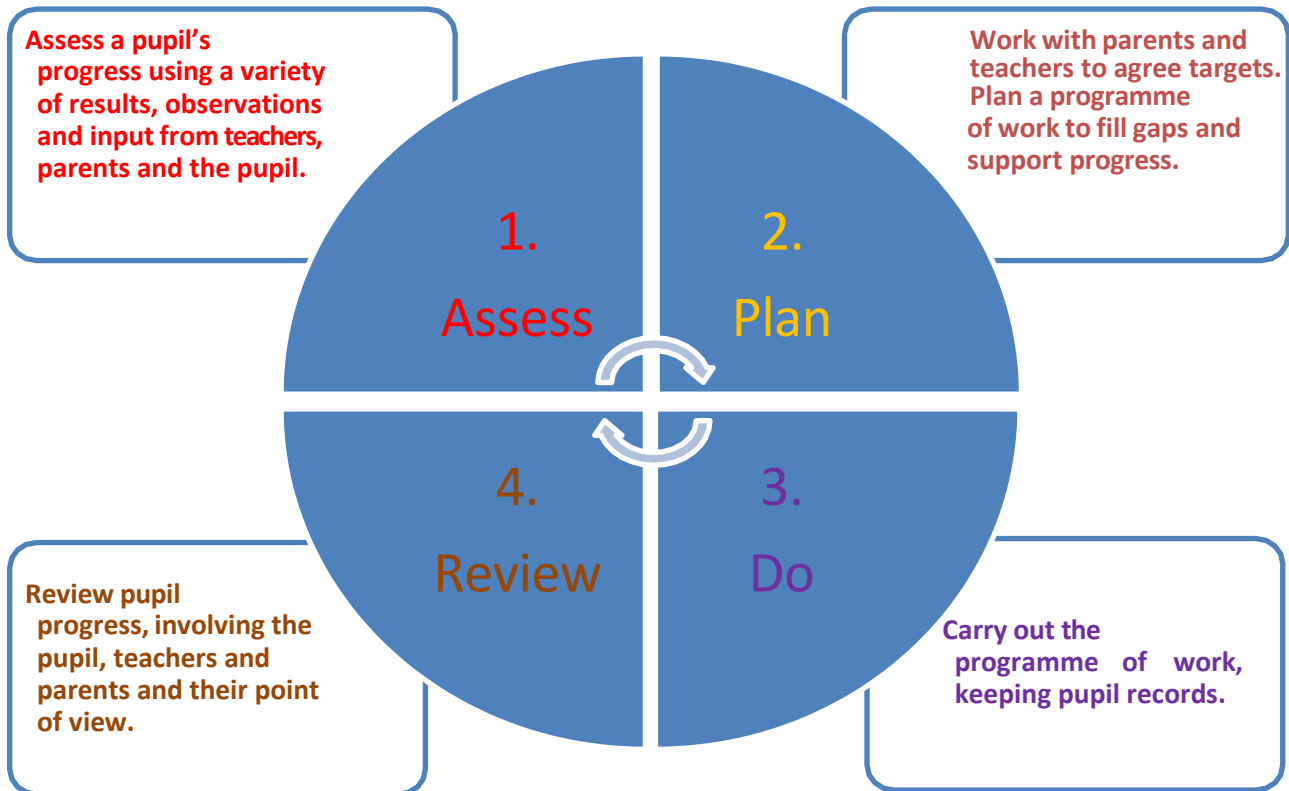 Assess a pupil’s
progress using a variety
of results, observations
and input from teachers,
parents and the pupil.
Work with parents and
teachers to agree targets.
Plan a programme
of work to fill gaps and
support progress.
1.
Assess
2.
Plan
4.
Review
3.
Do
Review pupil
progress, involving the
pupil, teachers and
parents and their point
of view.
Carry out the
programme of work,
keeping pupil records.